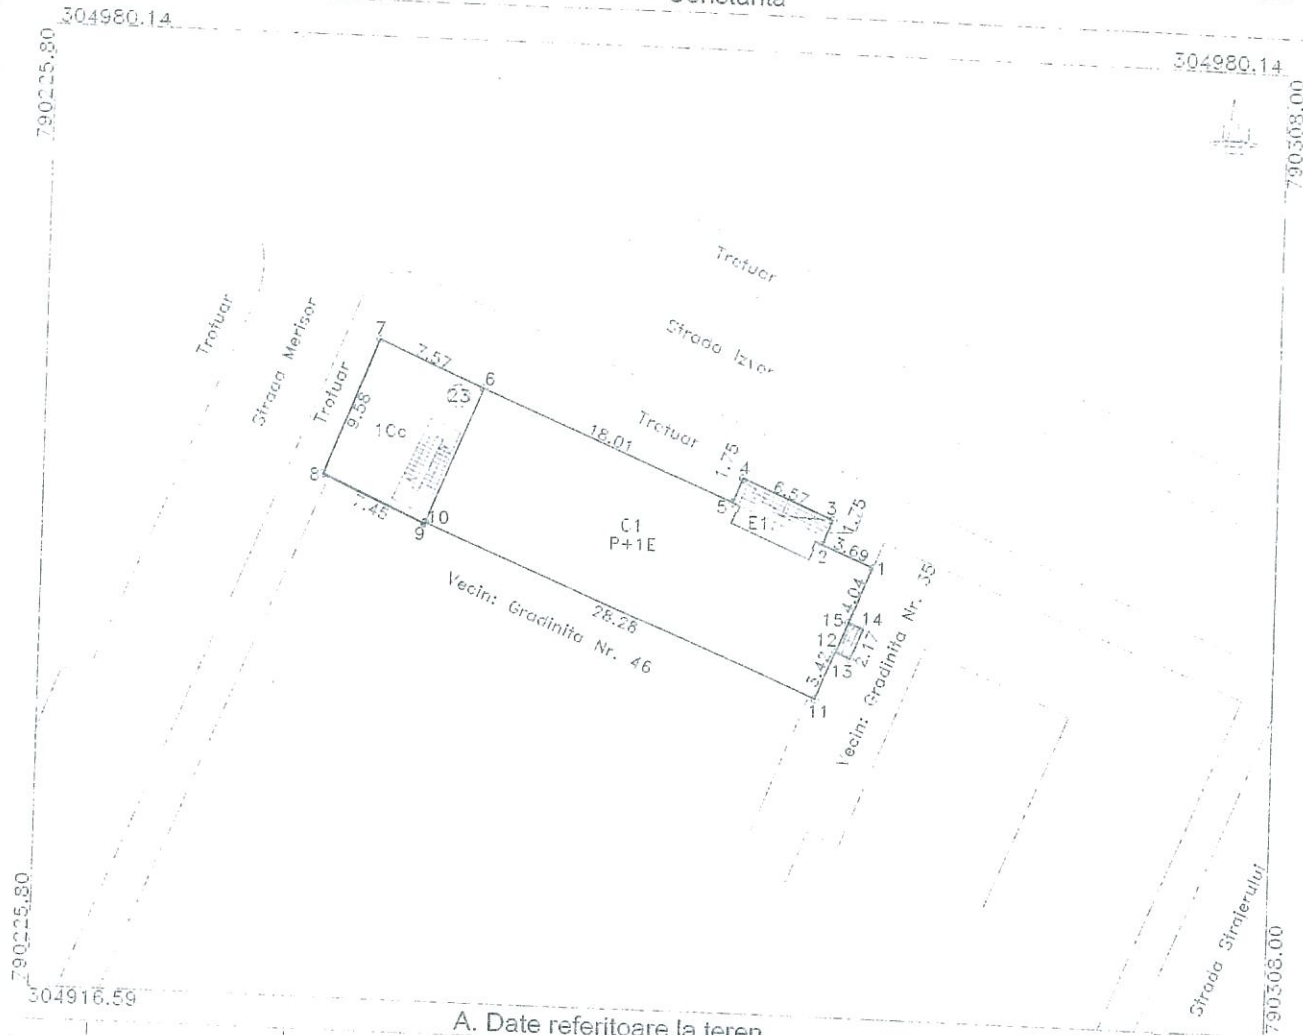 Constanta
304980.14
304980.14
790225.80
790308.00
Trotuar
Strada Izvor
Trotuar
Strada Merisor
Trotuar
7
7.57
6
23
9.58
1Cc
Trotuar
18.01
1.75
4
6.57
3
1.75
8
5
E1
2
3.69
1
7.45
10
9
C1
P+1E
4.04
Vecin: Gradinita Nr. 46
28.28
15
14
12
2.17
13
3.42
11
Vecin: Gradinita Nr. 35
Strada Strajerului
790225.80
790308.00
304916.59
A. Date referitoare la teren